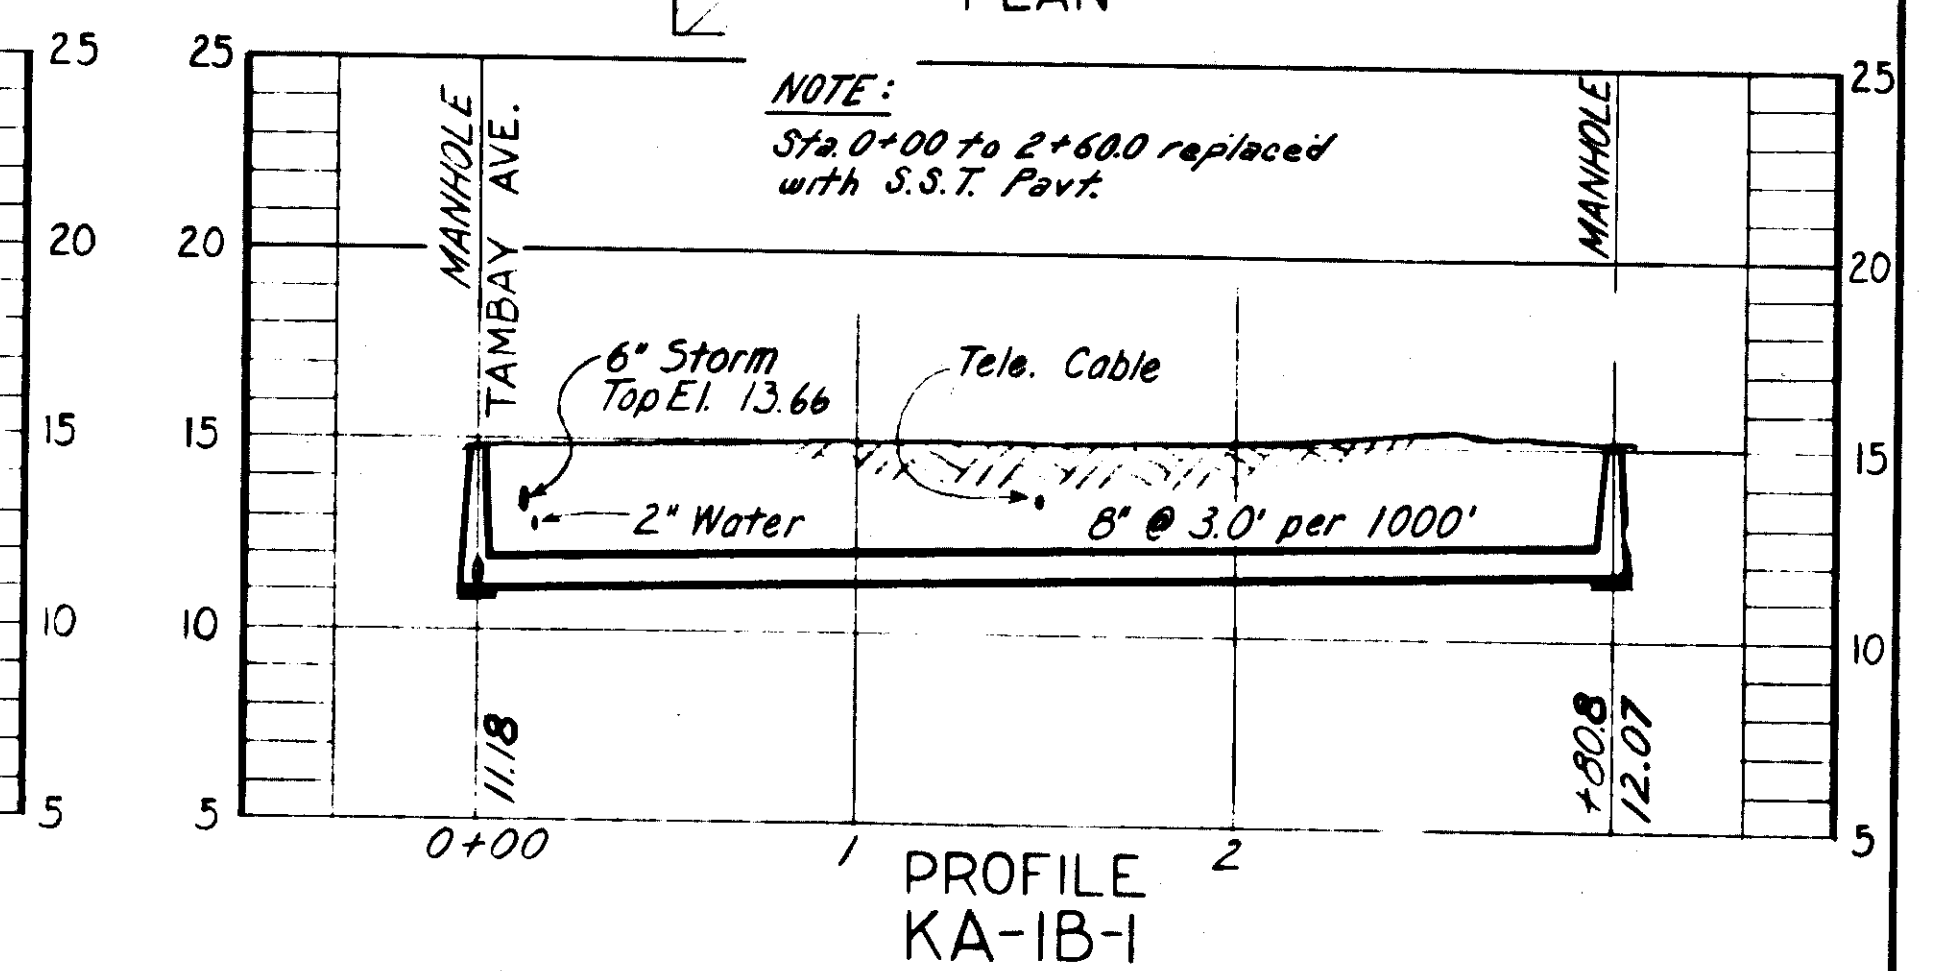 PLAN
25
20
15
10
5
25
20
15
10
5
MANHOLE
TAMBAY AVE.
NOTE:
Sta. 0+00 to 2+60.0 replaced
with S.S.T. Pavt.
MANHOLE
25
20
15
10
5
6" Storm
Top El. 13.66
Tele. Cable
2" Water
8" @ 3.0' per 1000'
11.18
+80.8
12.07
0+00
1
2
PROFILE
KA-1B-1